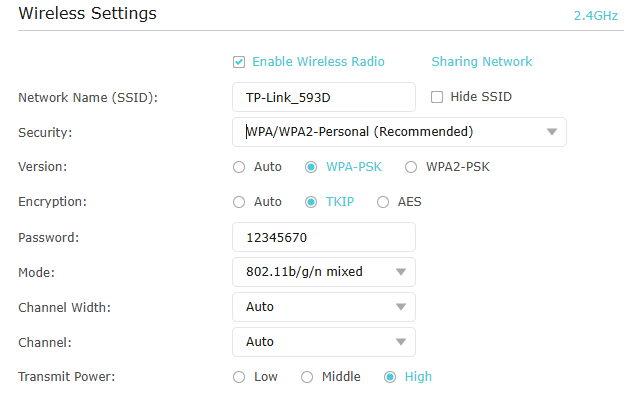 Wireless Settings 2.4GHz
Enable Wireless Radio Sharing Network
Network Name (SSID): TP-Link_593D Hide SSID
Security: WPA/WPA2-Personal (Recommended)
Version: Auto WPA-PSK WPA2-PSK
Encryption: Auto TKIP AES
Password: 12345670
Mode: 802.11b/g/n mixed
Channel Width: Auto
Channel: Auto
Transmit Power: Low Middle High